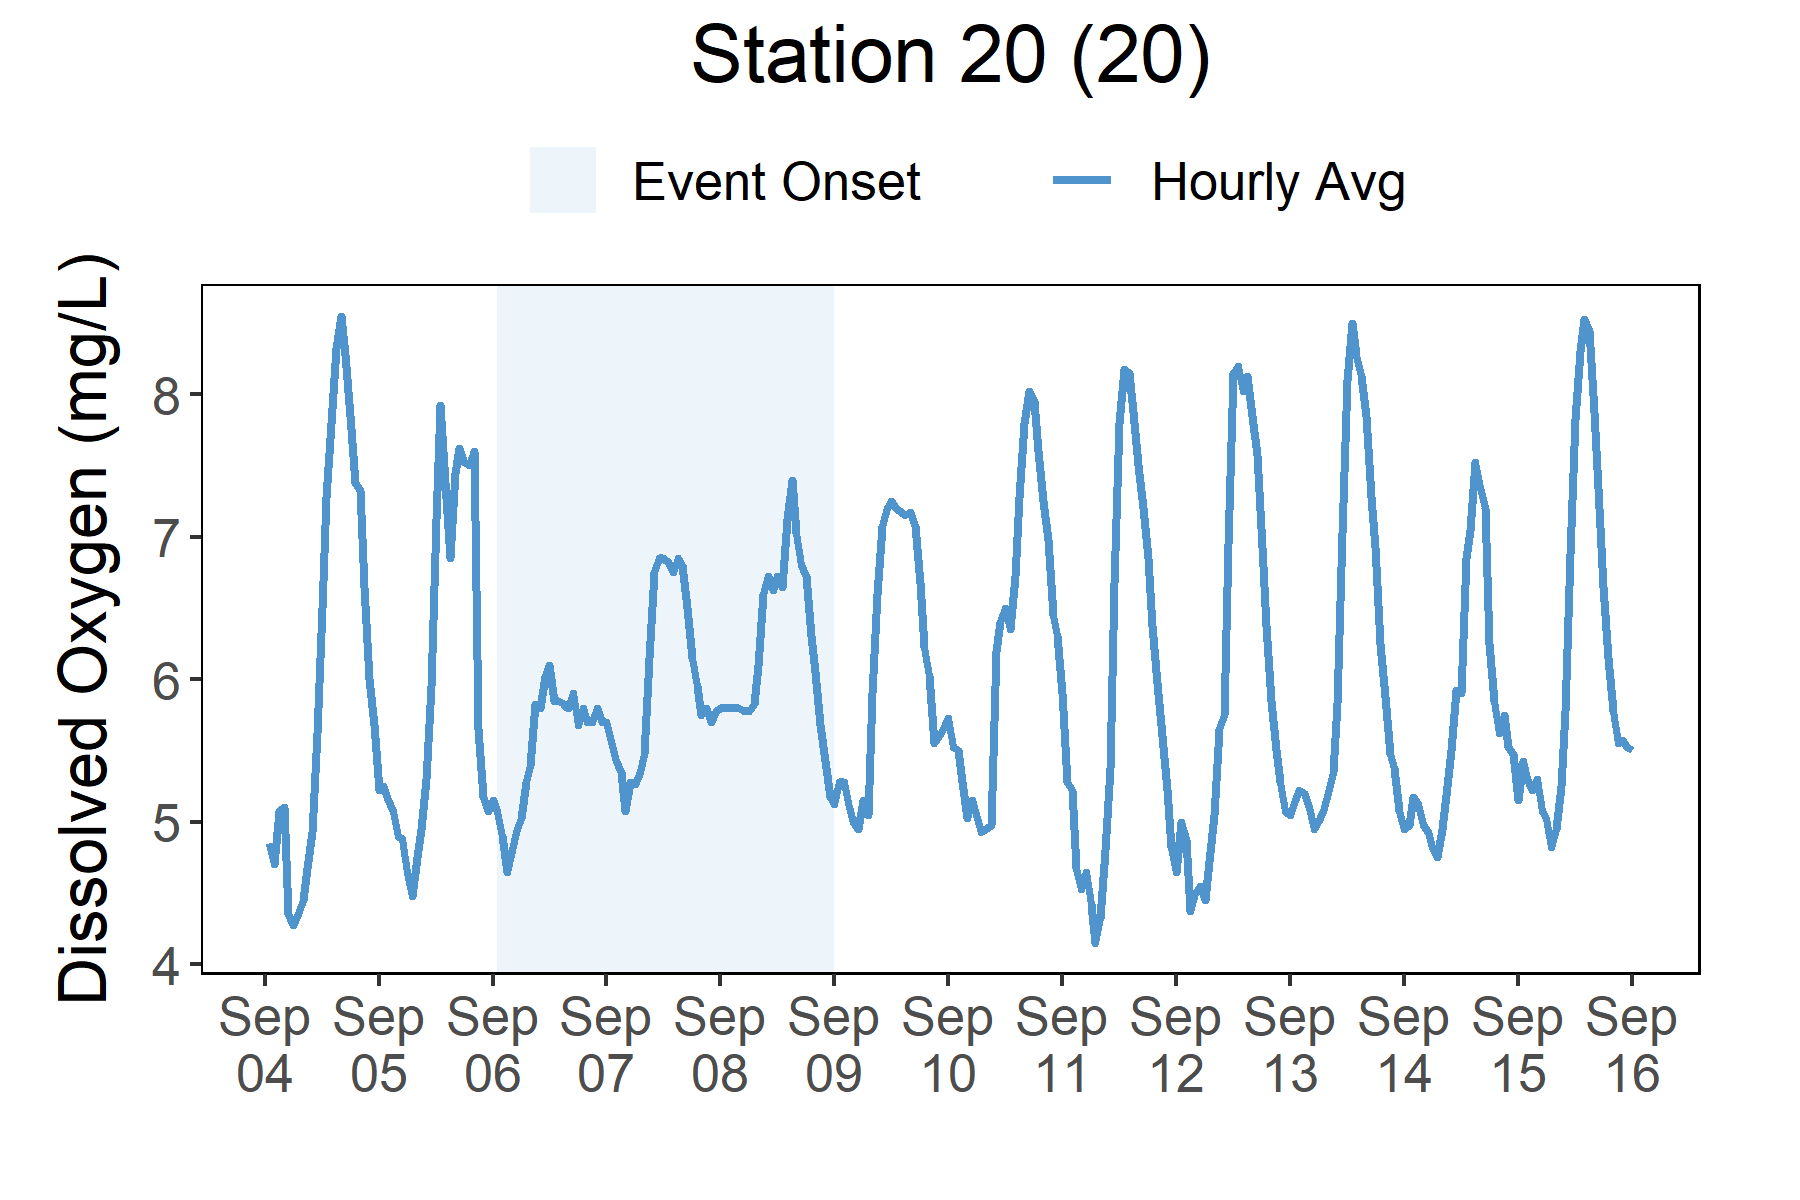 Station 20 (20)
Event Onset
Hourly Avg
Dissolved Oxygen (mg/L)
8
7
6
5
4
Sep Sep Sep Sep Sep Sep Sep Sep Sep Sep Sep Sep Sep
04 05 06 07 08 09 10 11 12 13 14 15 16